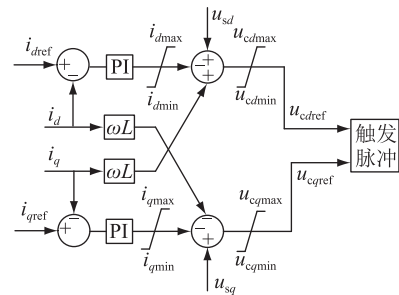 u_sd
i_dref
+
−
PI
i_dmax
i_dmin
−
+
+
u_cdmax
u_cdmin
u_cdref
i_d
ωL
i_q
ωL
触发
脉冲
u_cqref
i_qref
−
+
PI
i_qmax
i_qmin
−
−
+
u_cqmax
u_cqmin
u_sq